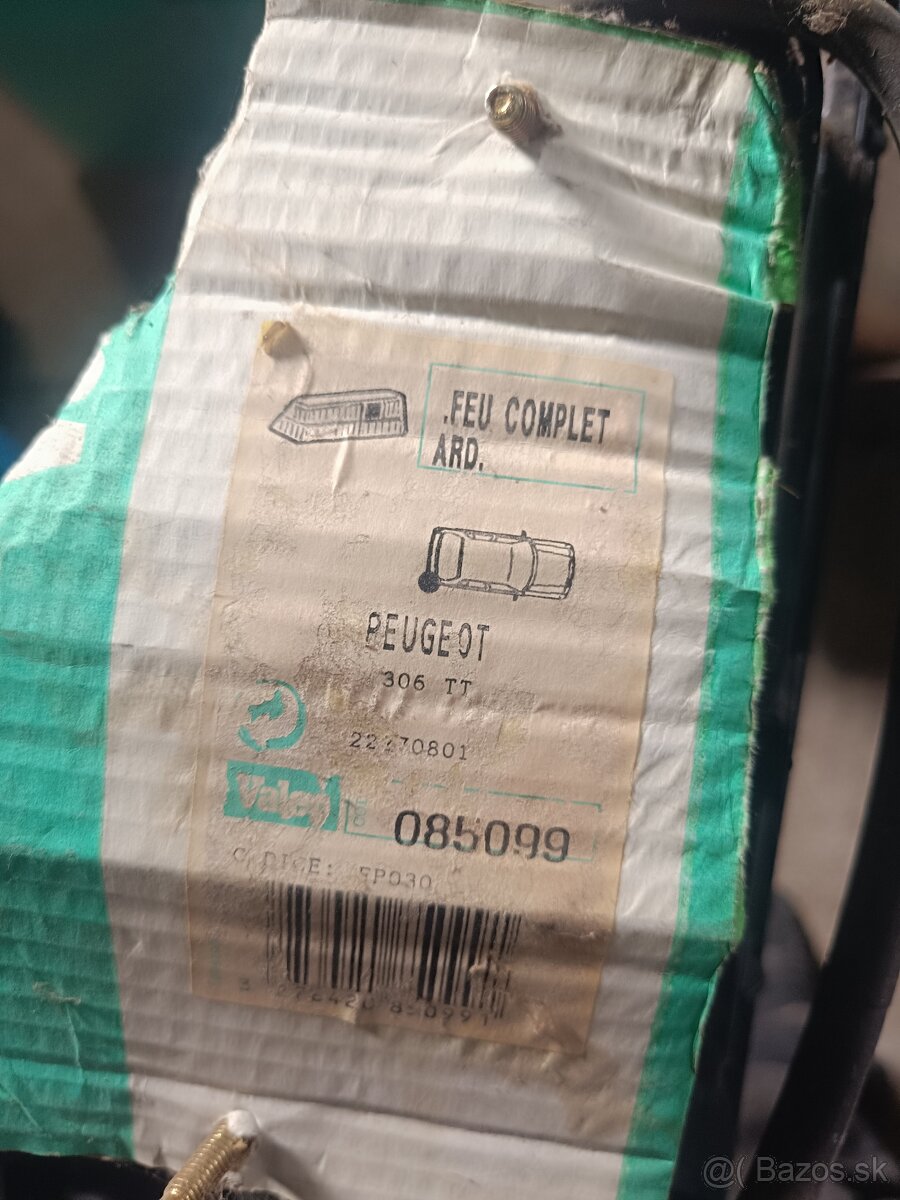 .FEU COMPLET
ARD.
PEUGEOT
306 TT
Valeo
085099
@( Bazos.sk